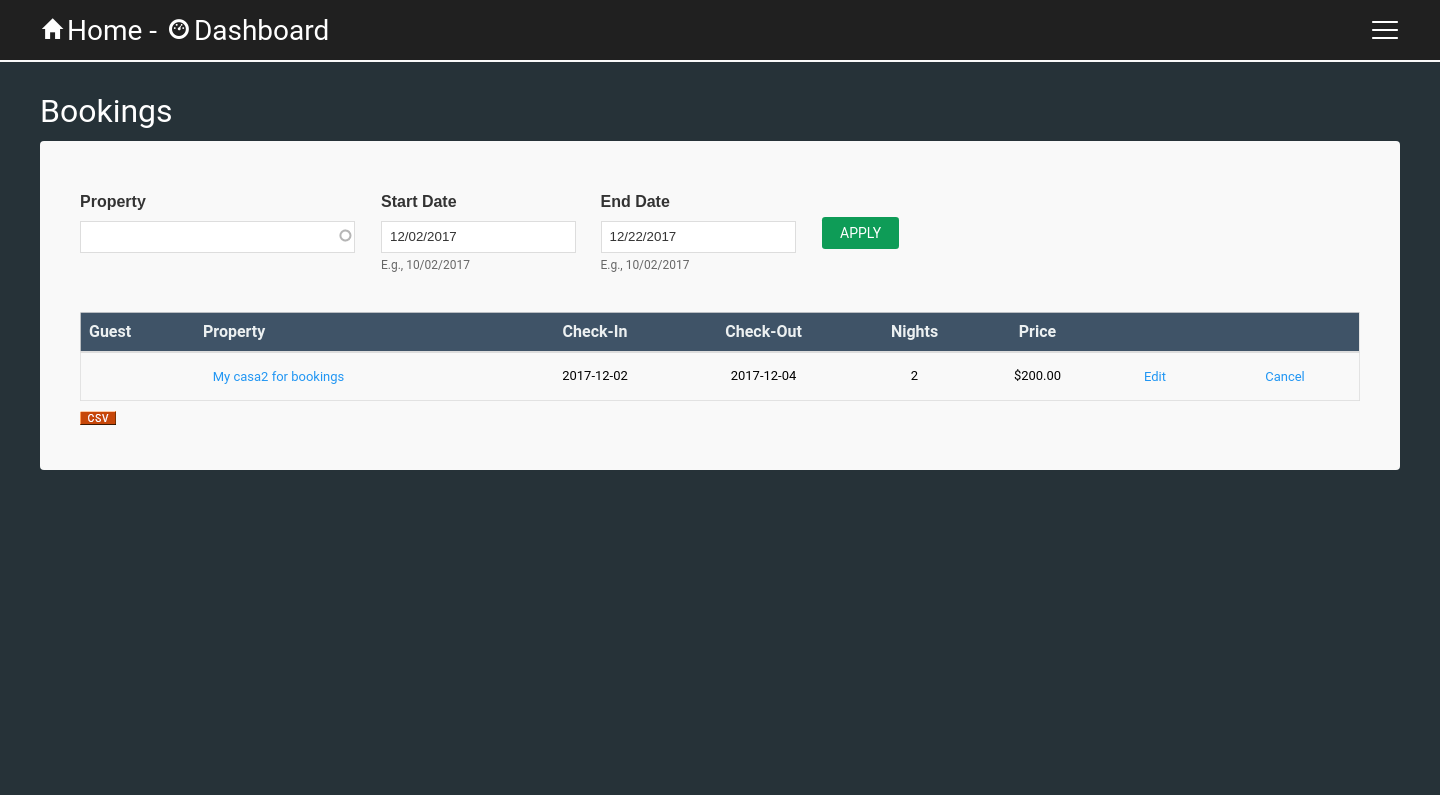 Home - Dashboard
Bookings
Property Start Date End Date
12/02/2017 12/22/2017 APPLY
E.g., 10/02/2017 E.g., 10/02/2017
Guest Property Check-In Check-Out Nights Price
My casa2 for bookings 2017-12-02 2017-12-04 2 $200.00 Edit Cancel
CSV